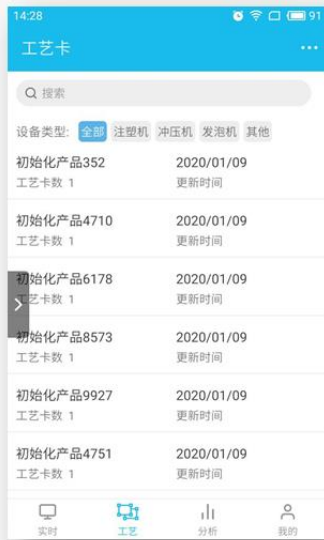 14:28
91
工艺卡
搜索
设备类型: 全部 注塑机 冲压机 发泡机 其他
初始化产品352 2020/01/09
工艺卡数 1 更新时间
初始化产品4710 2020/01/09
工艺卡数 1 更新时间
初始化产品6178 2020/01/09
工艺卡数 1 更新时间
初始化产品8573 2020/01/09
工艺卡数 1 更新时间
初始化产品9927 2020/01/09
工艺卡数 1 更新时间
初始化产品4751 2020/01/09
工艺卡数 1 更新时间
实时 工艺 分析 我的